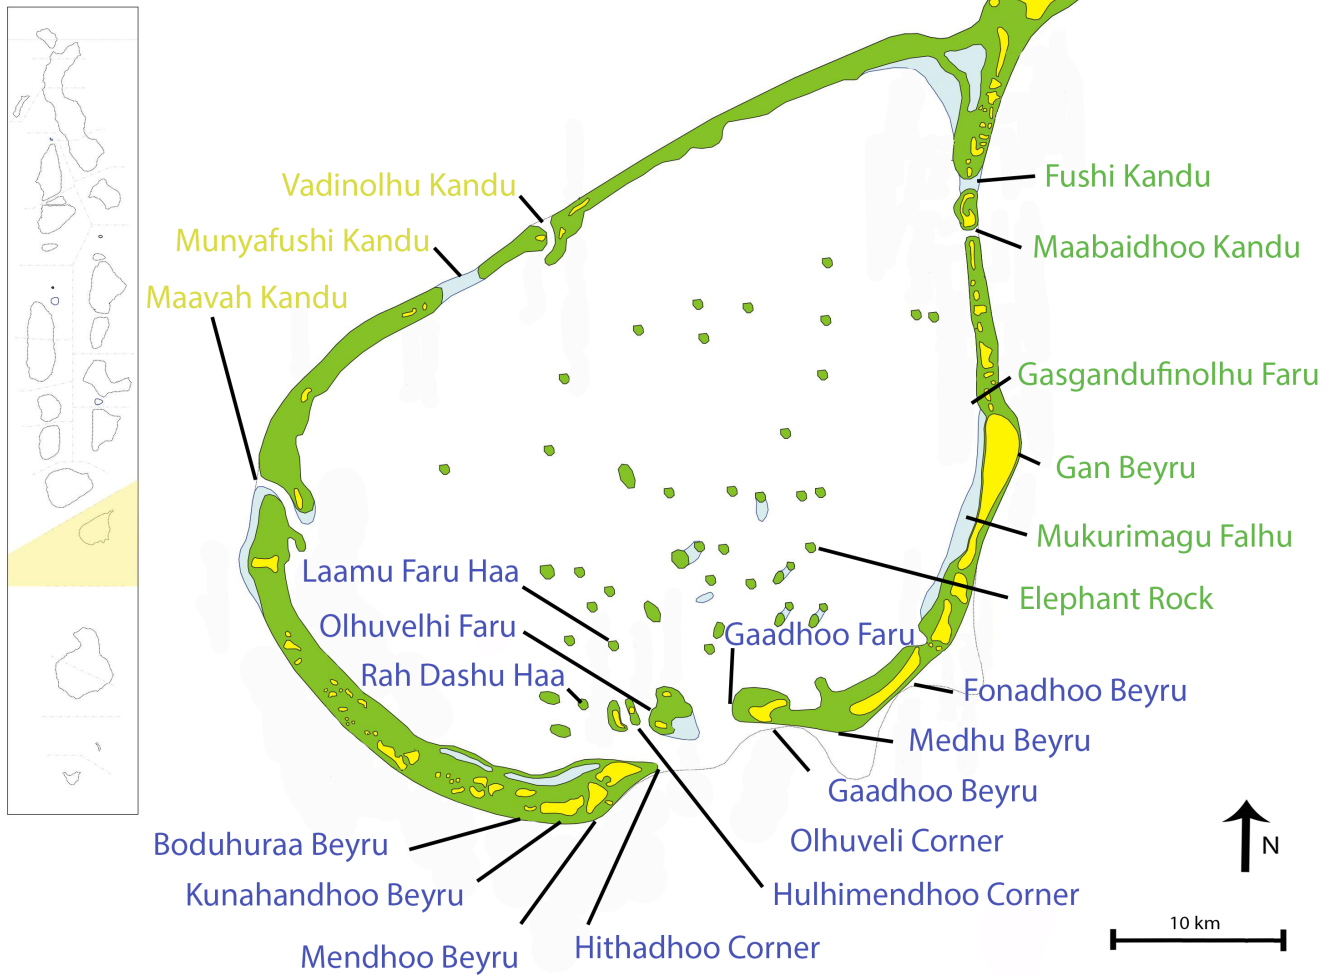 Vadinolhu Kandu
Munyafushi Kandu
Maavah Kandu
Fushi Kandu
Maabaidhoo Kandu
Gasgandufinolhu Faru
Gan Beyru
Mukurimagu Falhu
Elephant Rock
Laamu Faru Haa
Olhuvelhi Faru
Rah Dashu Haa
Gaadhoo Faru
Fonadhoo Beyru
Medhu Beyru
Gaadhoo Beyru
Olhuveli Corner
Hulhimendhoo Corner
Boduhuraa Beyru
Kunahandhoo Beyru
Mendhoo Beyru
Hithadhoo Corner
N
10 km